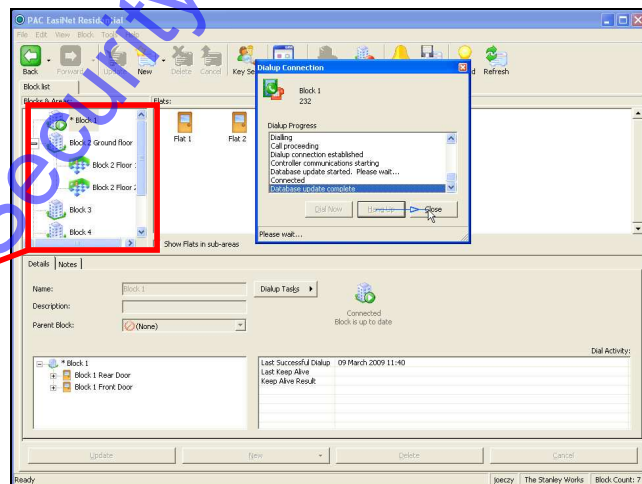 PAC EasiNet Residential
File Edit View Block Tools Help
Back Forward Update New Delete Cancel Key Se Refresh
Block list
Blocks & Areas: Flats:
* Block 1
Block 2 Ground floor
Block 2 Floor
Block 2 Floor
Block 3
Block 4
Flat 1 Flat 2
Show Flats in sub-areas
Dialup Connection
Block 1
232
Dialup Progress
Dialling
Call proceeding
Dialup connection established
Controller communications starting
Database update started. Please wait...
Connected
Database update complete
Dial Now Hang Up Close
Please wait...
Details Notes
Name: Block 1
Description:
Parent Block: (None)
Dialup Tasks
Connected
Block is up to date
Dial Activity:
* Block 1
Block 1 Rear Door
Block 1 Front Door
Last Successful Dialup 09 March 2009 11:40
Last Keep Alive
Keep Alive Result
Update New Delete Cancel
Ready joeczy The Stanley Works Block Count: 7
Security